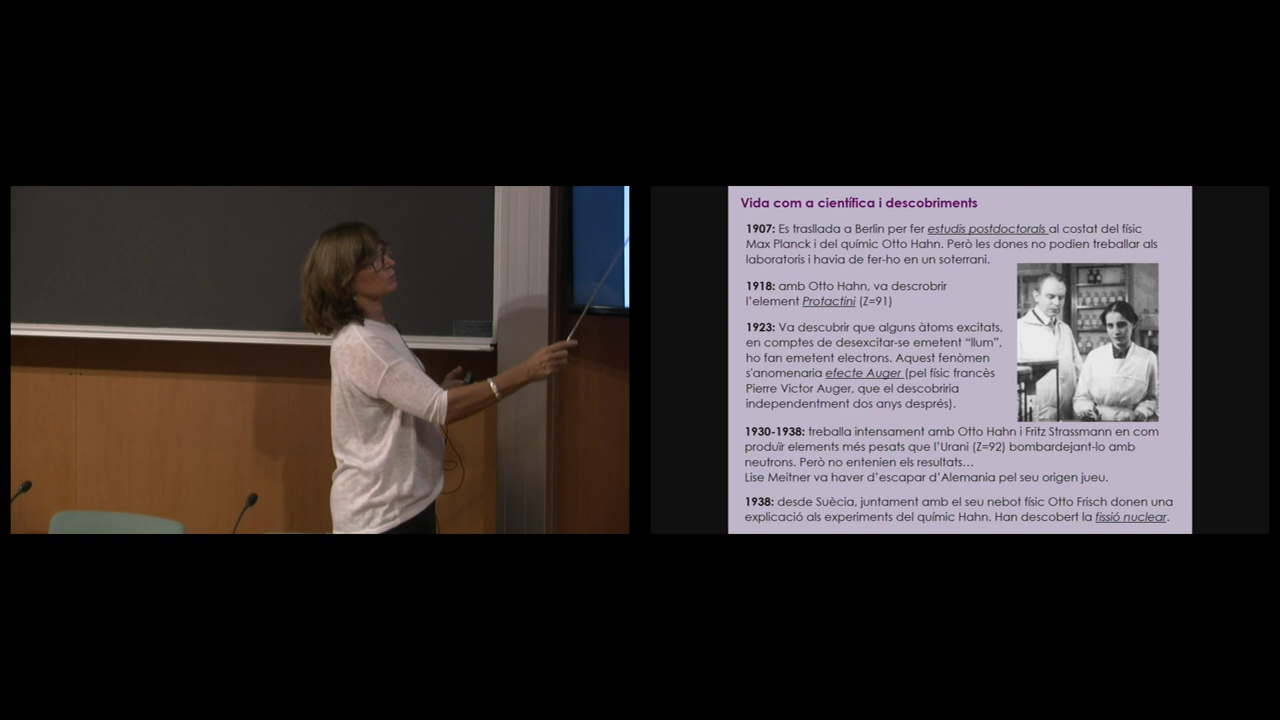 Vida com a científica i descobriments
1907: Es trasllada a Berlin per fer estudis postdoctorals al costat del físic
Max Planck i del químic Otto Hahn. Però les dones no podien treballar als
laboratoris i havia de fer-ho en un soterrani.
1918: amb Otto Hahn, va descrobrir
l'element Protactini (Z=91)
1923: Va descubrir que alguns àtoms excitats,
en comptes de desexcitar-se emetent “llum”,
ho fan emetent electrons. Aquest fenòmen
s'anomenaria efecte Auger (pel físic francès
Pierre Victor Auger, que el descobriria
independentment dos anys després).
1930-1938: treballa intensament amb Otto Hahn i Fritz Strassmann en com
produïr elements més pesats que l'Urani (Z=92) bombardejant-lo amb
neutrons. Però no entenien els resultats…
Lise Meitner va haver d'escapar d'Alemania pel seu origen jueu.
1938: desde Suècia, juntament amb el seu nebot físic Otto Frisch donen una
explicació als experiments del químic Hahn. Han descobert la fissió nuclear.